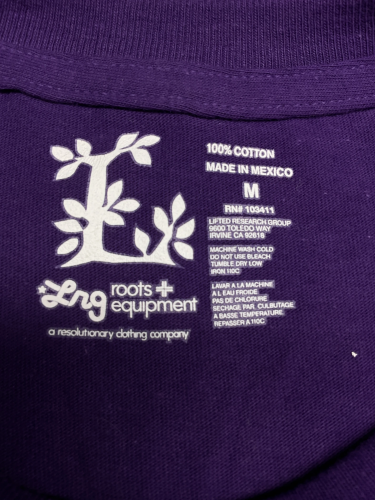 L
Lrg roots +
equipment
a resolutionary clothing company
100% COTTON
MADE IN MEXICO
M
RN# 103411
LIFTED RESEARCH GROUP
9600 TOLEDO WAY
IRVINE CA 92618
MACHINE WASH COLD
DO NOT USE BLEACH
TUMBLE DRY LOW
IRON 110C
LAVAR A LA MACHINE
A L EAU FROIDE
PAS DE CHLORURE
SECHAGE PAR. CULBUTAGE
A BASSE TEMPERATURE
REPASSER A 110C